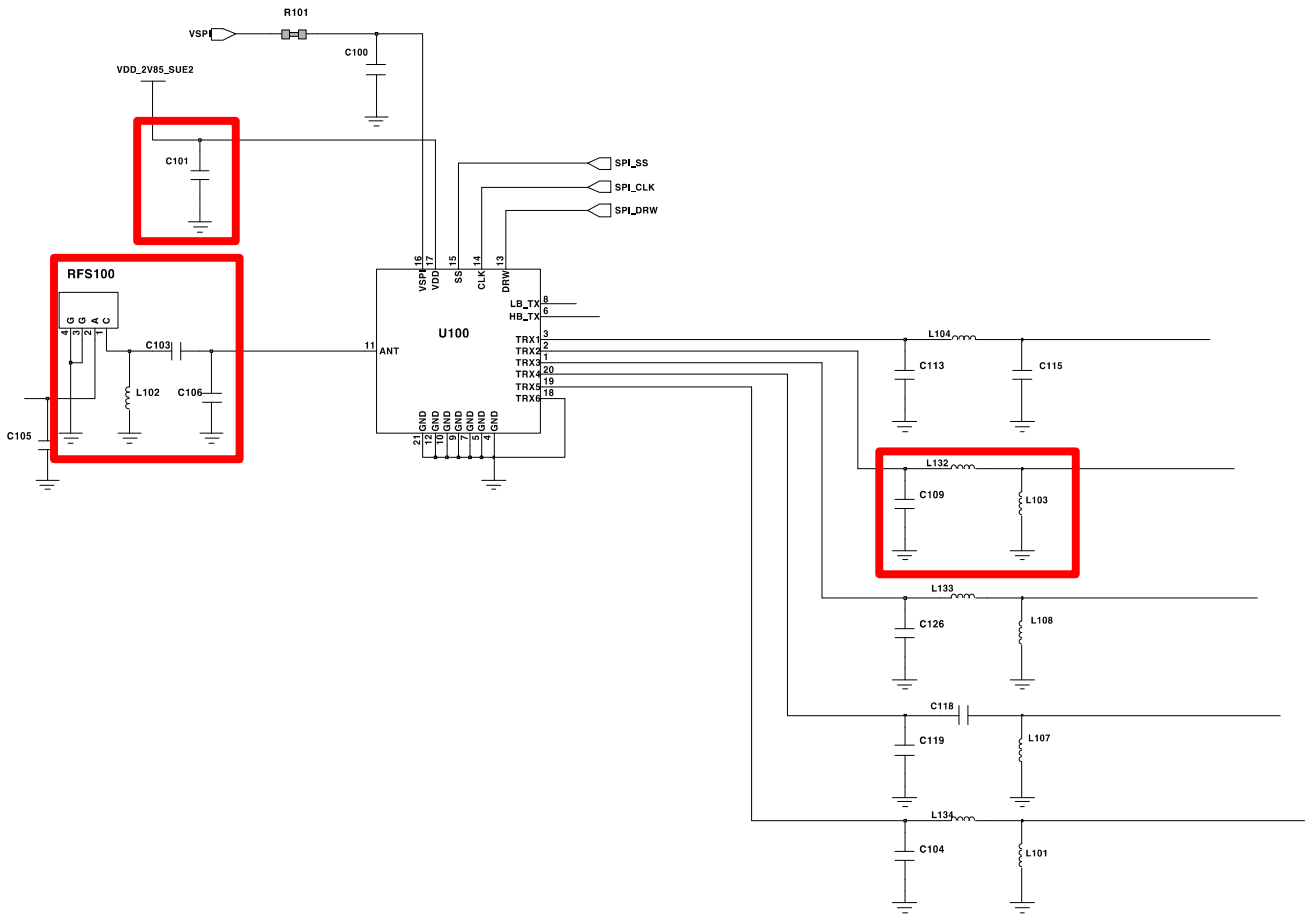 R101
VSPI
C100
VDD_2V85_SUE2
C101
SPI_SS
SPI_CLK
SPI_DRW
16
17
15
14
13
VSPI
VDD
SS
CLK
DRW
RFS100
G
G
A
C
4
3
2
1
C103
L102
C106
C105
11
ANT
U100
LB_TX
8
HB_TX
6
TRX1
3
TRX2
2
TRX3
1
TRX4
20
TRX5
19
TRX6
18
GND
GND
GND
GND
GND
GND
GND
21
12
10
9
7
5
4
L104
C113
C115
L132
C109
L103
L133
C126
L108
C118
C119
L107
L134
C104
L101